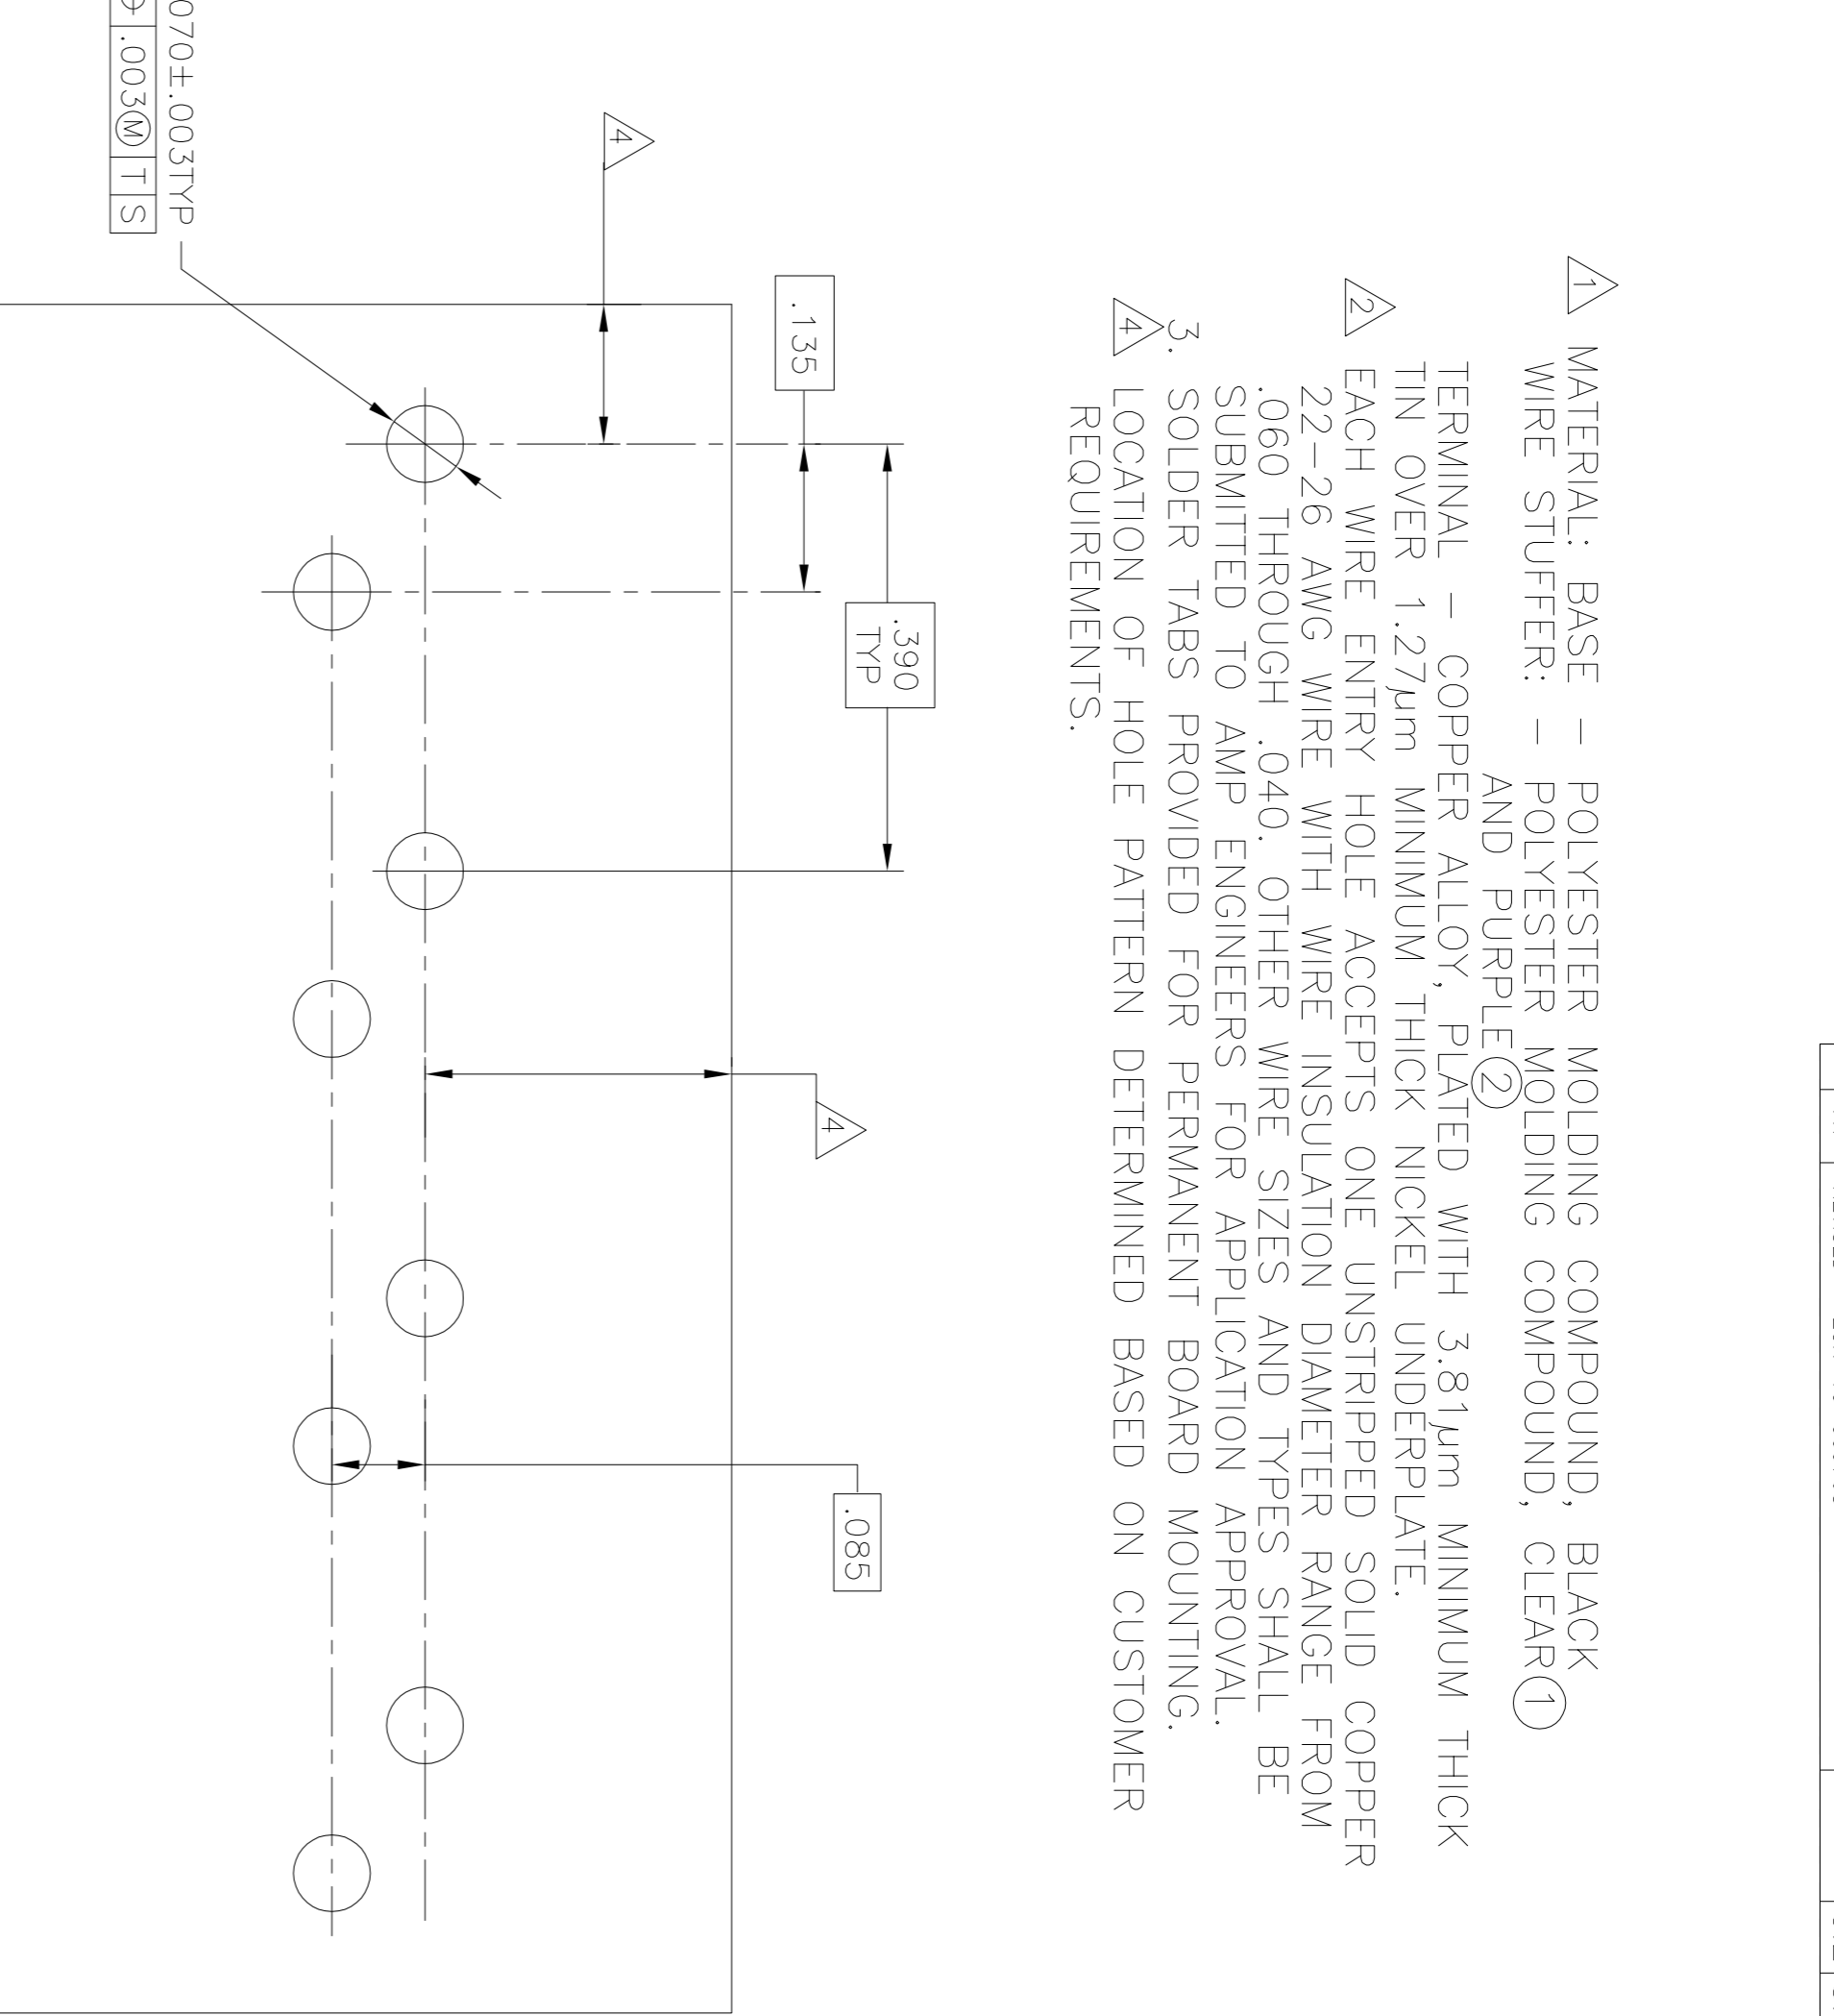 1 MATERIAL: BASE — POLYESTER MOLDING COMPOUND, BLACK
WIRE STUFFER: — POLYESTER MOLDING COMPOUND, CLEAR 1
AND PURPLE 2
TERMINAL — COPPER ALLOY, PLATED WITH 3.81µm MINIMUM THICK
TIN OVER 1.27µm MINIMUM THICK NICKEL UNDERPLATE.
2 EACH WIRE ENTRY HOLE ACCEPTS ONE UNSTRIPPED SOLID COPPER
22-26 AWG WIRE WITH WIRE INSULATION DIAMETER RANGE FROM
.060 THROUGH .040. OTHER WIRE SIZES AND TYPES SHALL BE
SUBMITTED TO AMP ENGINEERS FOR APPLICATION APPROVAL.
3. SOLDER TABS PROVIDED FOR PERMANENT BOARD MOUNTING.
4 LOCATION OF HOLE PATTERN DETERMINED BASED ON CUSTOMER
REQUIREMENTS.
.390
TYP
.135
.085
4
4
070±.003TYP
.003 Ⓜ T S